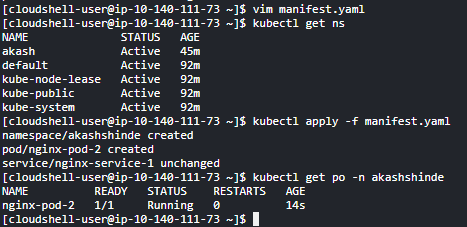 [cloudshell-user@ip-10-140-111-73 ~]$ vim manifest.yaml
[cloudshell-user@ip-10-140-111-73 ~]$ kubectl get ns
NAME              STATUS   AGE
akash             Active   45m
default           Active   92m
kube-node-lease   Active   92m
kube-public       Active   92m
kube-system       Active   92m
[cloudshell-user@ip-10-140-111-73 ~]$ kubectl apply -f manifest.yaml
namespace/akashshinde created
pod/nginx-pod-2 created
service/nginx-service-1 unchanged
[cloudshell-user@ip-10-140-111-73 ~]$ kubectl get po -n akashshinde
NAME          READY   STATUS    RESTARTS   AGE
nginx-pod-2   1/1     Running   0          14s
[cloudshell-user@ip-10-140-111-73 ~]$